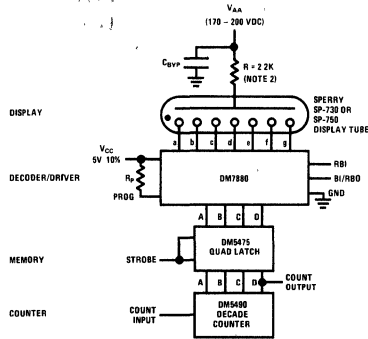 VAA
(170 – 200 VDC)
CBYP
R = 2 2K
(NOTE 2)
DISPLAY
SPERRY
SP-730 OR
SP-750
DISPLAY TUBE
a b c d e f g
VCC
5V 10%
DECODER/DRIVER
RP
PROG
DM7880
RBI
BI/RBO
GND
A B C D
MEMORY
STROBE
DM5475
QUAD LATCH
A B C D
COUNT
OUTPUT
COUNTER
COUNT
INPUT
DM5490
DECADE
COUNTER